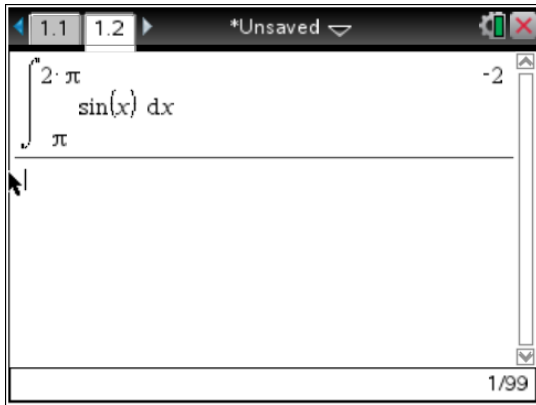 1.1 1.2 *Unsaved
2·π
-2
∫ sin(x) dx
π
1/99